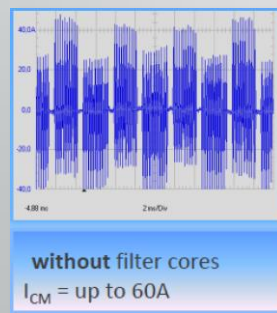 40.0A
20.0
0.0
-20.0
-40.0
-4.88 ms 2 ms/Div
without filter cores
I_CM = up to 60A